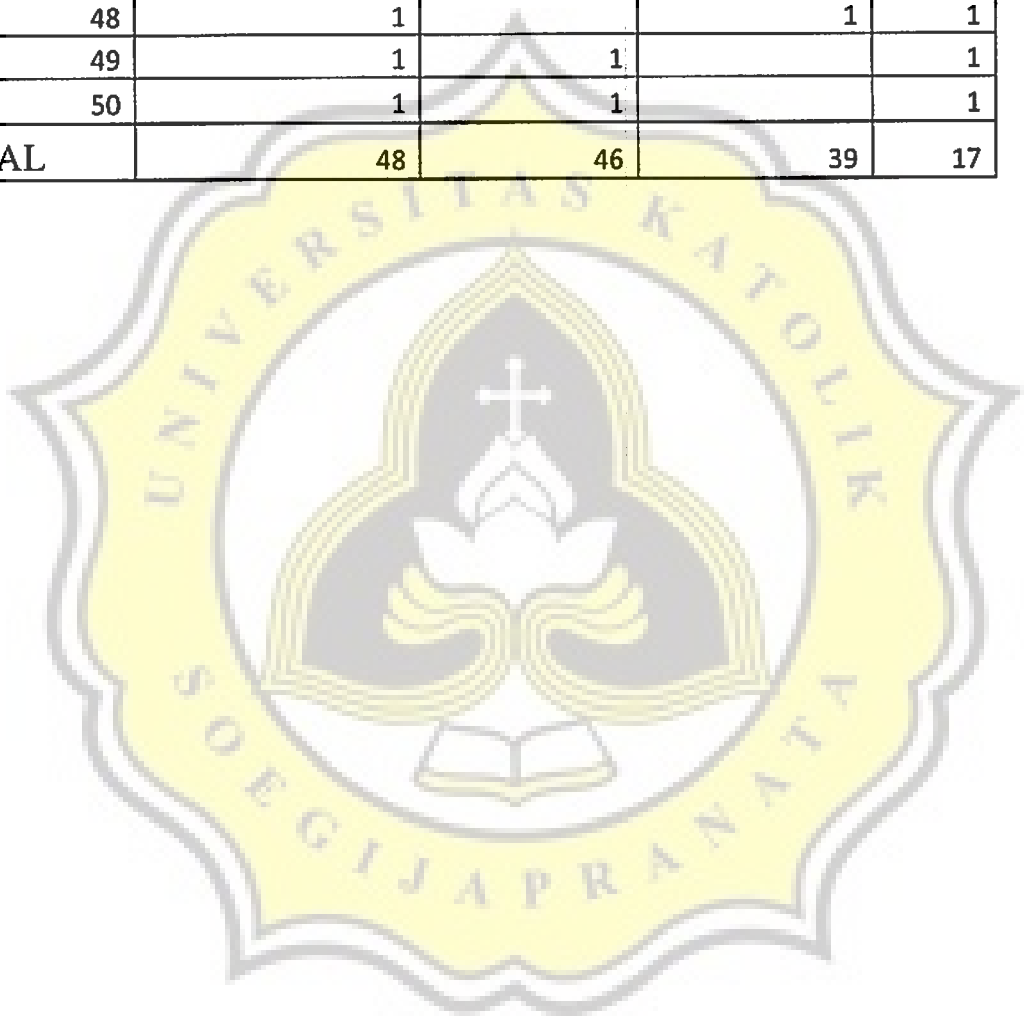 48 1 1 1
49 1 1 1
50 1 1 1
AL 48 46 39 17
UNIVERSITAS KATOLIK
SOEGIJAPRANATA